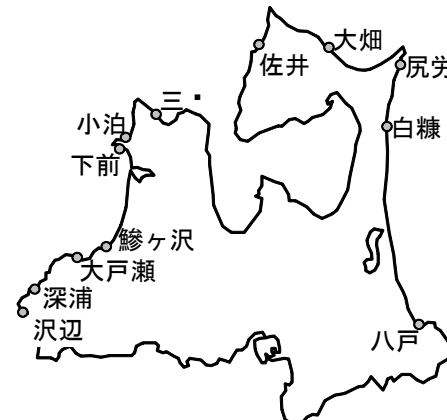 大畑
佐井
尻労
三・
小泊
白糠
下前
鰺ヶ沢
大戸瀬
深浦
沢辺
八戸